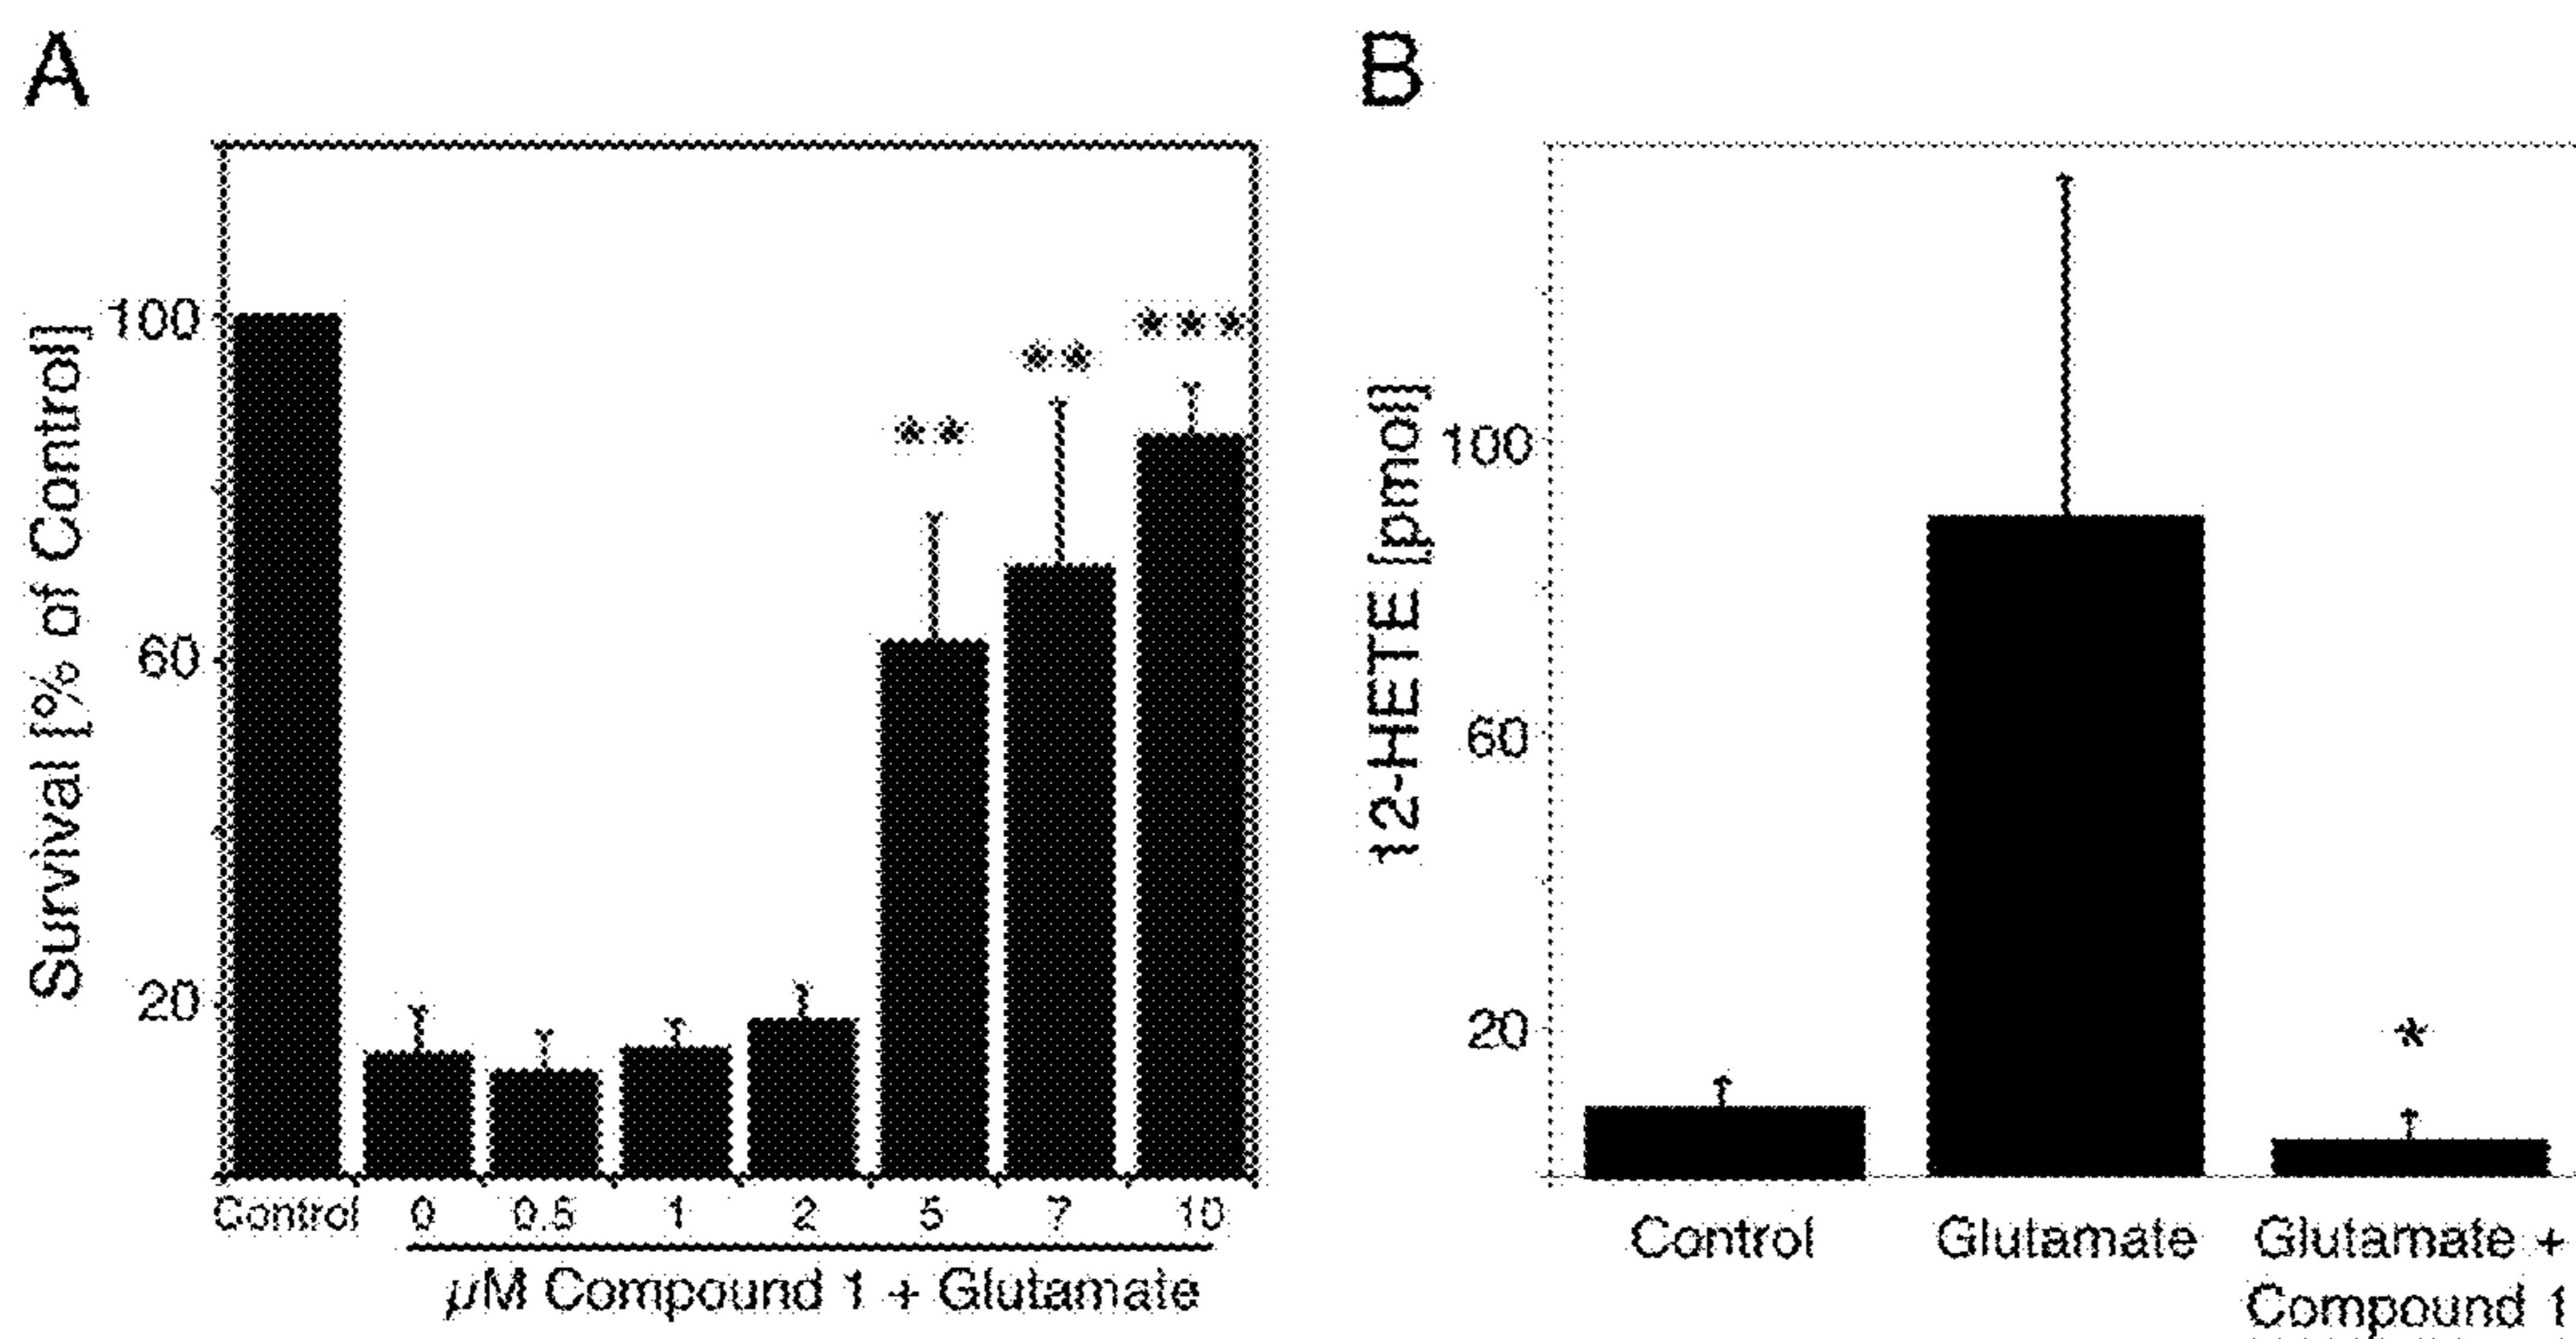 A
Survival [% of Control]
100
60
20
**
**
***
Control 0 0.5 1 2 5 7 10
µM Compound 1 + Glutamate
B
12-HETE [pmol]
100
60
20
*
Control Glutamate Glutamate +
Compound 1